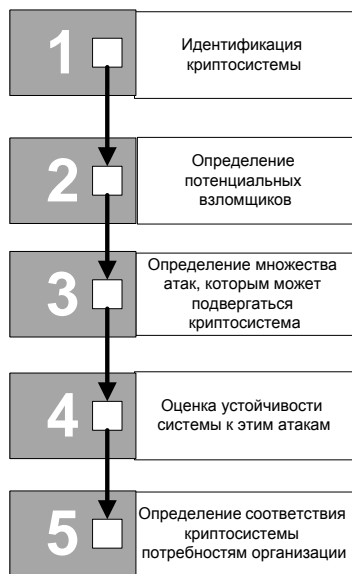 1
Идентификация
криптосистемы
2
Определение
потенциальных
взломщиков
3
Определение множества
атак, которым может
подвергаться
криптосистема
4
Оценка устойчивости
системы к этим атакам
5
Определение соответствия
криптосистемы
потребностям организации